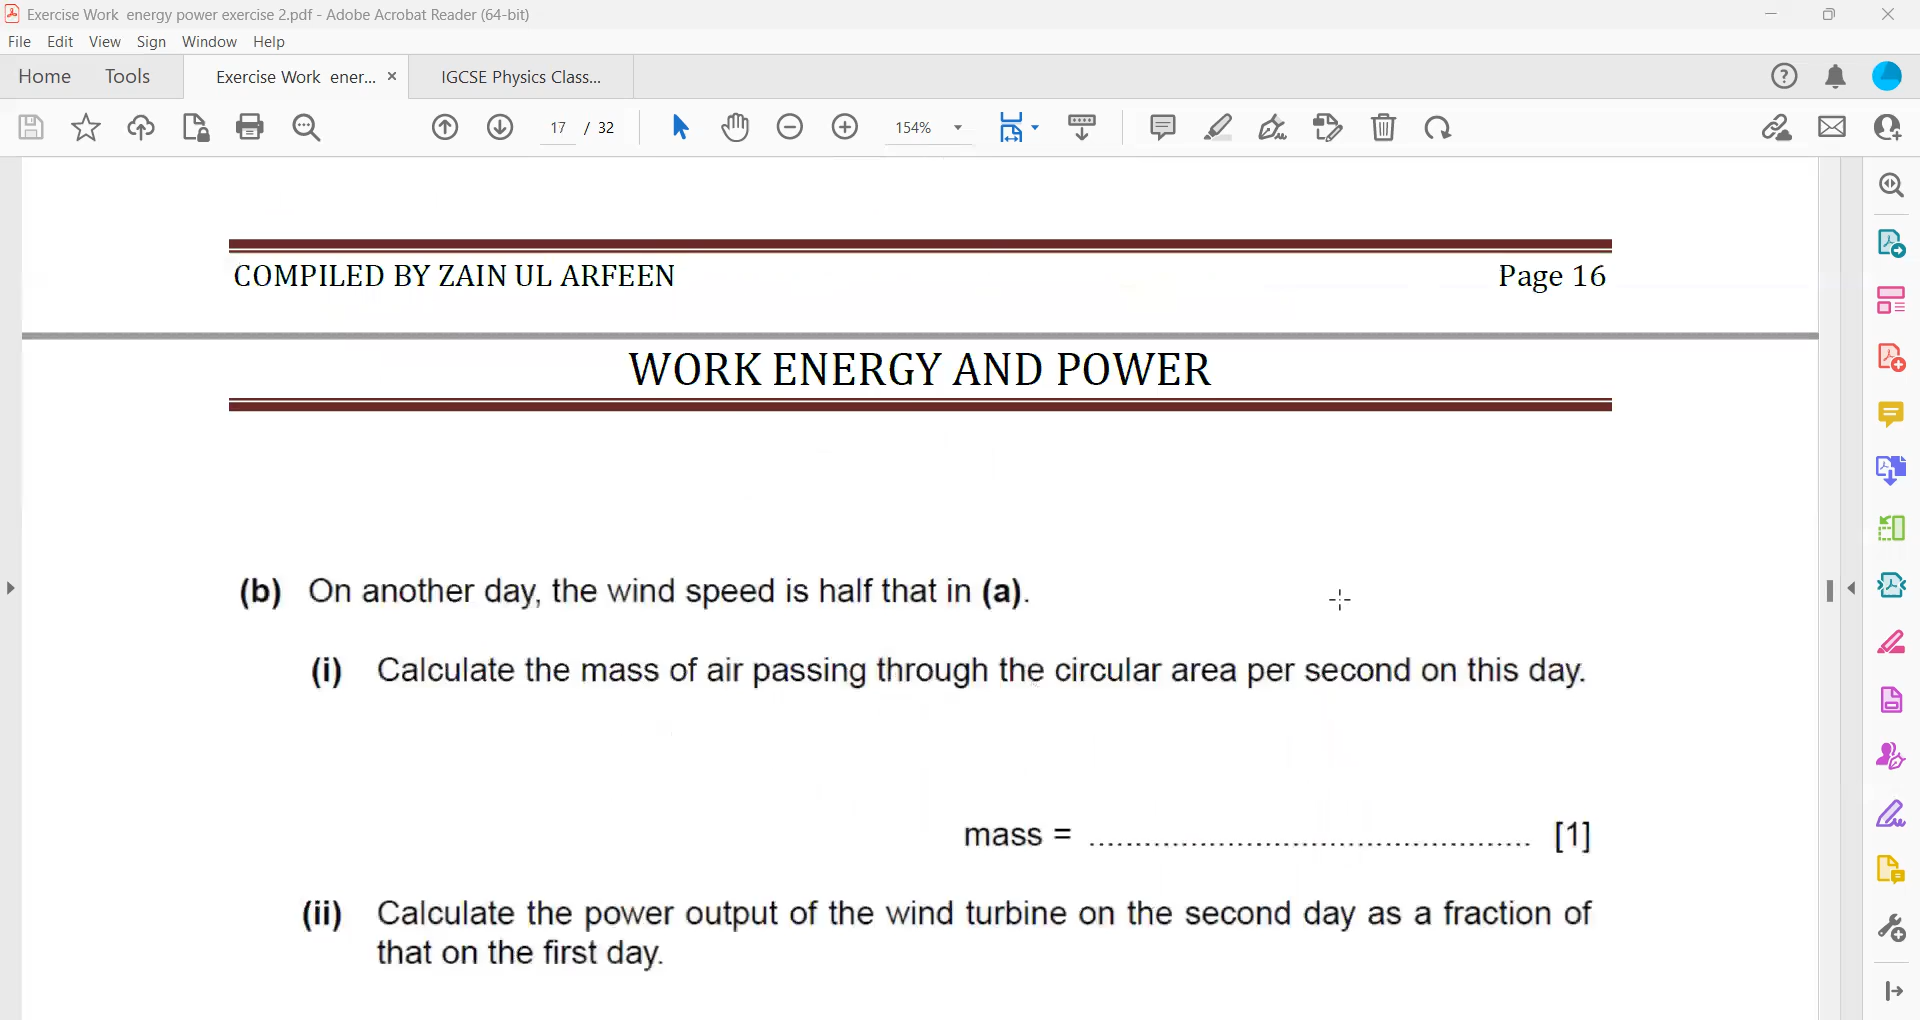 Exercise Work  energy power exercise 2.pdf - Adobe Acrobat Reader (64-bit)
File Edit View Sign Window Help
Home Tools Exercise Work  ener... × IGCSE Physics Class...
17 / 32 154%
COMPILED BY ZAIN UL ARFEEN Page 16
WORK ENERGY AND POWER
(b) On another day, the wind speed is half that in (a).
(i) Calculate the mass of air passing through the circular area per second on this day.
mass = ................................................ [1]
(ii) Calculate the power output of the wind turbine on the second day as a fraction of
that on the first day.